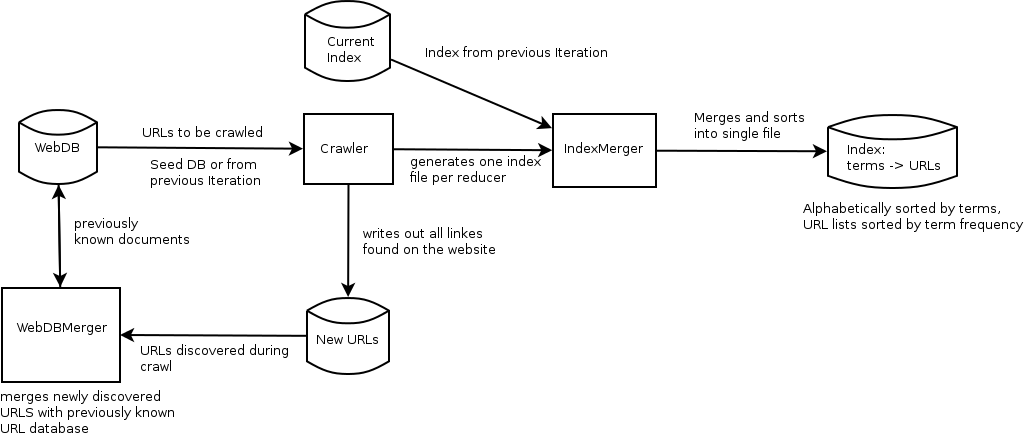 Current
Index
Index from previous Iteration
WebDB
URLs to be crawled
Seed DB or from
previous Iteration
Crawler
generates one index
file per reducer
IndexMerger
Merges and sorts
into single file
Index:
terms -> URLs
Alphabetically sorted by terms,
URL lists sorted by term frequency
previously
known documents
writes out all linkes
found on the website
WebDBMerger
URLs discovered during
crawl
New URLs
merges newly discovered
URLS with previously known
URL database